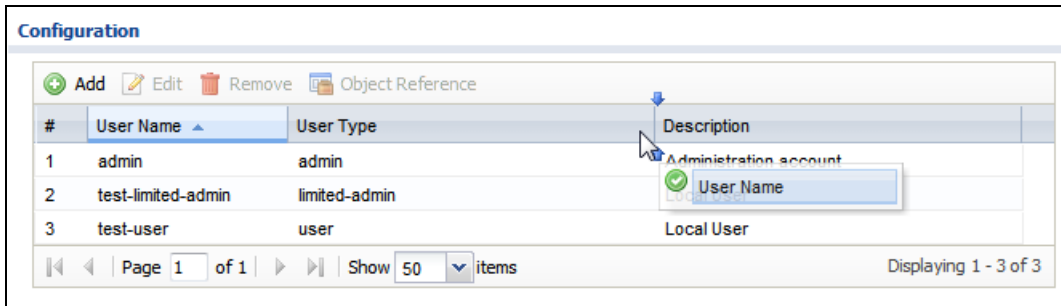 Configuration
Add Edit Remove Object Reference
# User Name User Type Description
1 admin admin Administration account
User Name
2 test-limited-admin limited-admin Local User
3 test-user user Local User
Page 1 of 1 Show 50 items Displaying 1 - 3 of 3